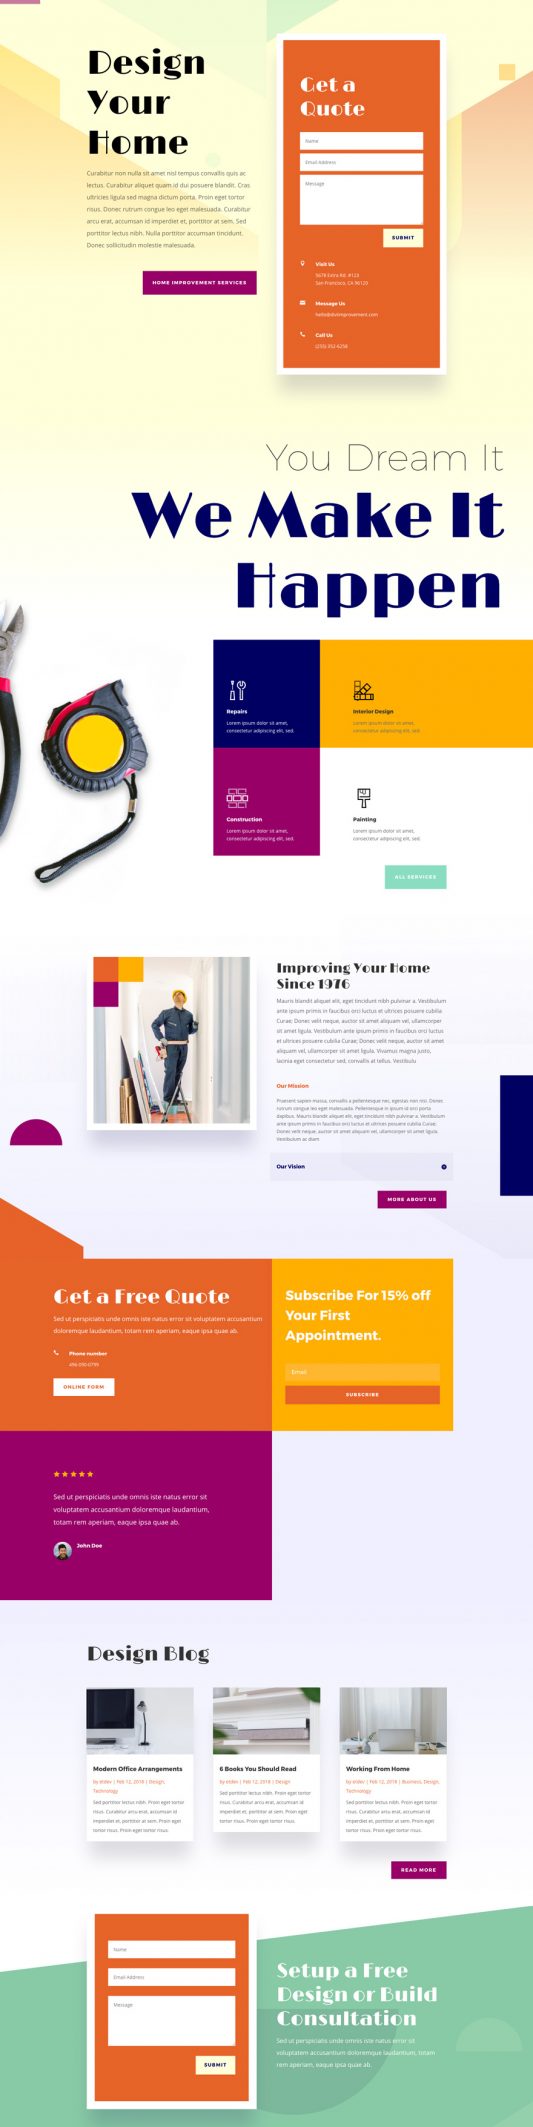 Design
Your
Home
Curabitur non nulla sit amet nisl tempus convallis quis ac
lectus. Curabitur aliquet quam id dui posuere blandit. Cras
ultricies ligula sed magna dictum porta. Proin eget tortor
risus. Donec rutrum congue leo eget malesuada. Curabitur
arcu erat, accumsan id imperdiet et, porttitor at sem. Sed
porttitor lectus nibh. Nulla porttitor accumsan tincidunt.
Donec sollicitudin molestie malesuada.
HOME IMPROVEMENT SERVICES
Get a
Quote
Name
Email Address
Message
SUBMIT
Visit Us
5678 Extra Rd. #123
San Francisco, CA 96120
Message Us
hello@diviimprovement.com
Call Us
(255) 352-6258
You Dream It
We Make It
Happen
Repairs
Lorem ipsum dolor sit amet,
consectetur adipiscing elit, sed.
Interior Design
Lorem ipsum dolor sit amet,
consectetur adipiscing elit, sed.
Construction
Lorem ipsum dolor sit amet,
consectetur adipiscing elit, sed.
Painting
Lorem ipsum dolor sit amet,
consectetur adipiscing elit, sed.
ALL SERVICES
Improving Your Home
Since 1976
Mauris blandit aliquet elit, eget tincidunt nibh pulvinar a. Vestibulum
ante ipsum primis in faucibus orci luctus et ultrices posuere cubilia
Curae; Donec velit neque, auctor sit amet aliquam vel, ullamcorper
sit amet ligula. Vestibulum ante ipsum primis in faucibus orci luctus
et ultrices posuere cubilia Curae; Donec velit neque, auctor sit amet
aliquam vel, ullamcorper sit amet ligula. Vivamus magna justo,
lacinia eget consectetur sed, convallis at tellus. Vestibulu
Our Mission
Praesent sapien massa, convallis a pellentesque nec, egestas non nisi. Donec
rutrum congue leo eget malesuada. Pellentesque in ipsum id orci porta
dapibus. Mauris blandit aliquet elit, eget tincidunt nibh pulvinar a. Vestibulum
ante ipsum primis in faucibus orci luctus et ultrices posuere cubilia Curae;
Donec velit neque, auctor sit amet aliquam vel, ullamcorper sit amet ligula.
Vestibulum ac diam
Our Vision
MORE ABOUT US
Get a Free Quote
Sed ut perspiciatis unde omnis iste natus error sit voluptatem accusantium
doloremque laudantium, totam rem aperiam, eaque ipsa quae ab.
Phone number
ONLINE FORM
Subscribe For 15% off
Your First
Appointment.
Email
SUBSCRIBE
Sed ut perspiciatis unde omnis iste natus error sit
voluptatem accusantium doloremque laudantium,
totam rem aperiam, eaque ipsa quae ab.
John Doe
Design Blog
Modern Office Arrangements
by etdev | Feb 12, 2018 | Design,
Technology
Sed porttitor lectus nibh. Proin eget tortor
risus. Curabitur arcu erat, accumsan id
imperdiet et, porttitor at sem. Proin eget
tortor risus. Proin eget tortor risus.
6 Books You Should Read
by etdev | Feb 12, 2018 | Design
Sed porttitor lectus nibh. Proin eget tortor
risus. Curabitur arcu erat, accumsan id
imperdiet et, porttitor at sem. Proin eget
tortor risus. Proin eget tortor risus.
Working From Home
by etdev | Feb 12, 2018 | Business, Design,
Technology
Sed porttitor lectus nibh. Proin eget tortor
risus. Curabitur arcu erat, accumsan id
imperdiet et, porttitor at sem. Proin eget
tortor risus. Proin eget tortor risus.
READ MORE
Name
Email Address
Message
SUBMIT
Setup a Free
Design or Build
Consultation
Sed ut perspiciatis unde omnis iste natus error sit
voluptatem accusantium doloremque laudantium, totam
rem aperiam, eaque ipsa quae ab.